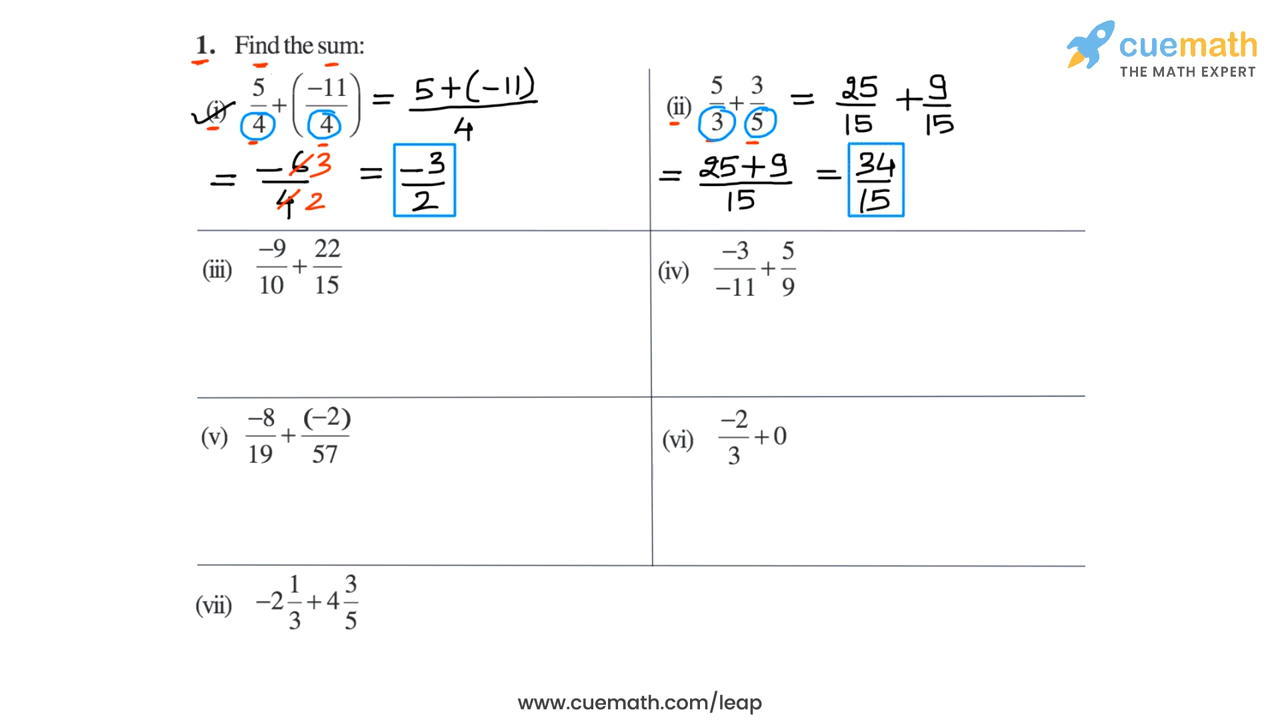 cuemath
THE MATH EXPERT
1. Find the sum:
(i) 5/4 + (−11/4) = 5+(−11)/4
= −6/4 3/2 = −3/2
(ii) 5/3 + 3/5 = 25/15 + 9/15
= 25+9/15 = 34/15
(iii) −9/10 + 22/15
(iv) −3/−11 + 5/9
(v) −8/19 + (−2)/57
(vi) −2/3 + 0
(vii) −2 1/3 + 4 3/5
www.cuemath.com/leap